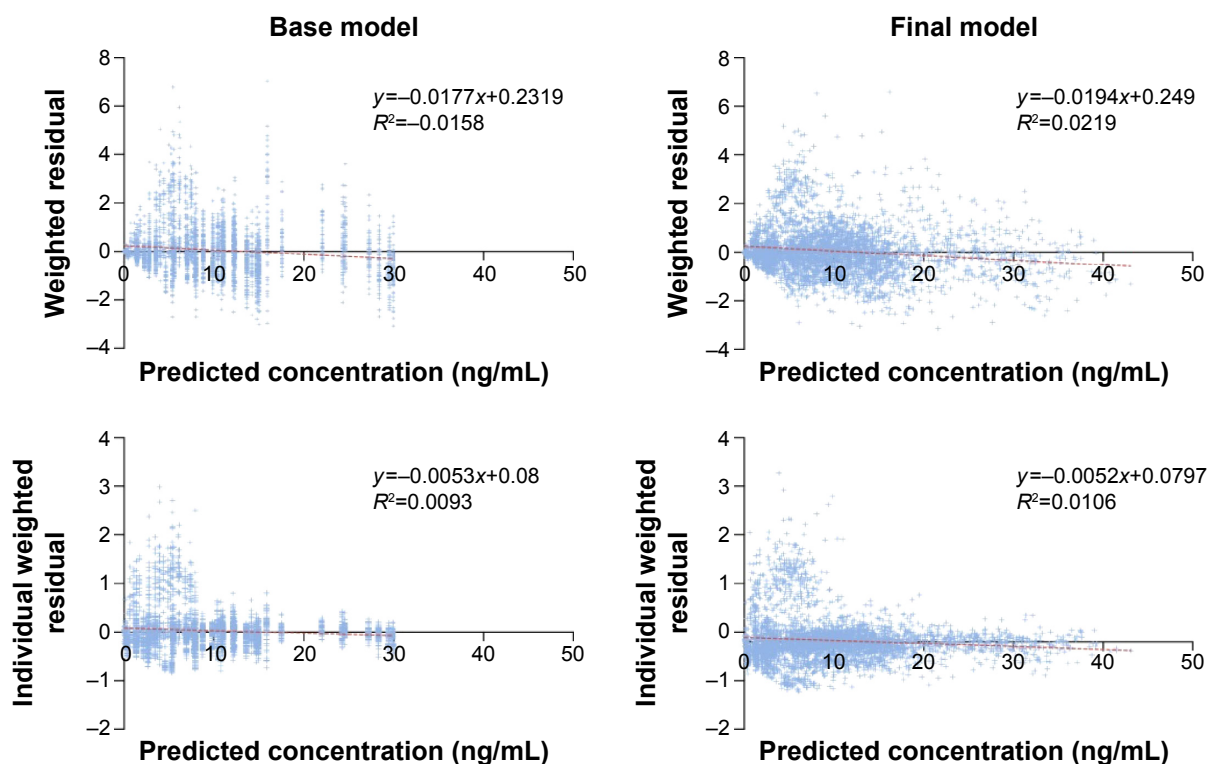 Base model
8
6
4
2
0
–2
–4
0
10
20
30
40
50
y=–0.0177x+0.2319
R²=–0.0158
Weighted residual
Predicted concentration (ng/mL)
Final model
8
6
4
2
0
–2
–4
0
10
20
30
40
50
y=–0.0194x+0.249
R²=0.0219
Weighted residual
Predicted concentration (ng/mL)
4
3
2
1
0
–1
–2
0
10
20
30
40
50
y=–0.0053x+0.08
R²=0.0093
Individual weighted
residual
Predicted concentration (ng/mL)
4
3
2
1
0
–1
–2
0
10
20
30
40
50
y=–0.0052x+0.0797
R²=0.0106
Individual weighted
residual
Predicted concentration (ng/mL)